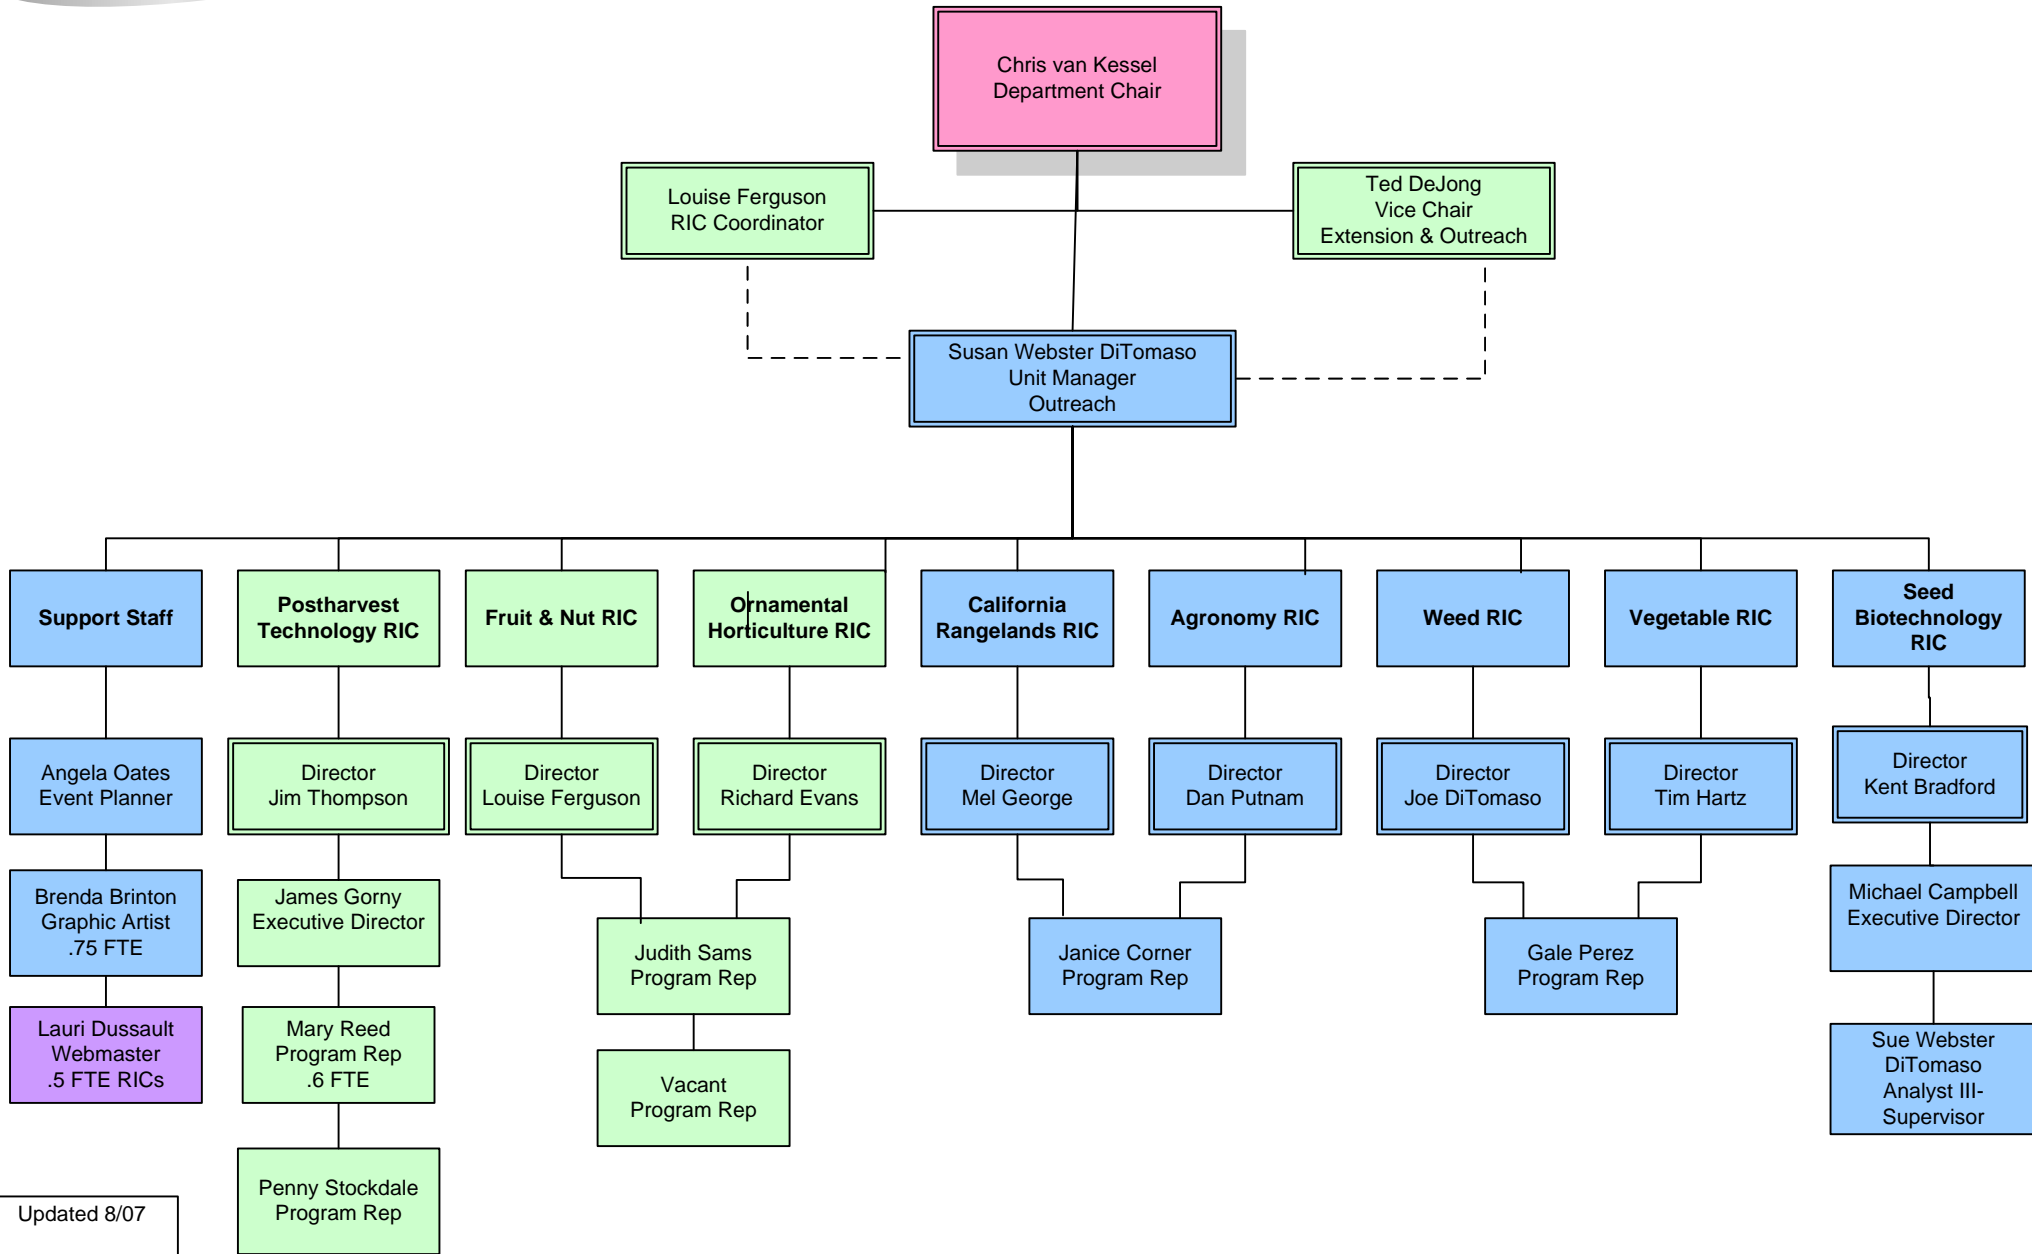 Chris van Kessel
Department Chair
Louise Ferguson
RIC Coordinator
Ted DeJong
Vice Chair
Extension & Outreach
Susan Webster DiTomaso
Unit Manager
Outreach
Support Staff
Postharvest
Technology RIC
Fruit & Nut RIC
Ornamental
Horticulture RIC
California
Rangelands RIC
Agronomy RIC
Weed RIC
Vegetable RIC
Seed
Biotechnology
RIC
Angela Oates
Event Planner
Director
Jim Thompson
Director
Louise Ferguson
Director
Richard Evans
Director
Mel George
Director
Dan Putnam
Director
Joe DiTomaso
Director
Tim Hartz
Director
Kent Bradford
Brenda Brinton
Graphic Artist
.75 FTE
James Gorny
Executive Director
Judith Sams
Program Rep
Janice Corner
Program Rep
Gale Perez
Program Rep
Michael Campbell
Executive Director
Lauri Dussault
Webmaster
.5 FTE RICs
Mary Reed
Program Rep
.6 FTE
Vacant
Program Rep
Sue Webster
DiTomaso
Analyst III-
Supervisor
Penny Stockdale
Program Rep
Updated 8/07